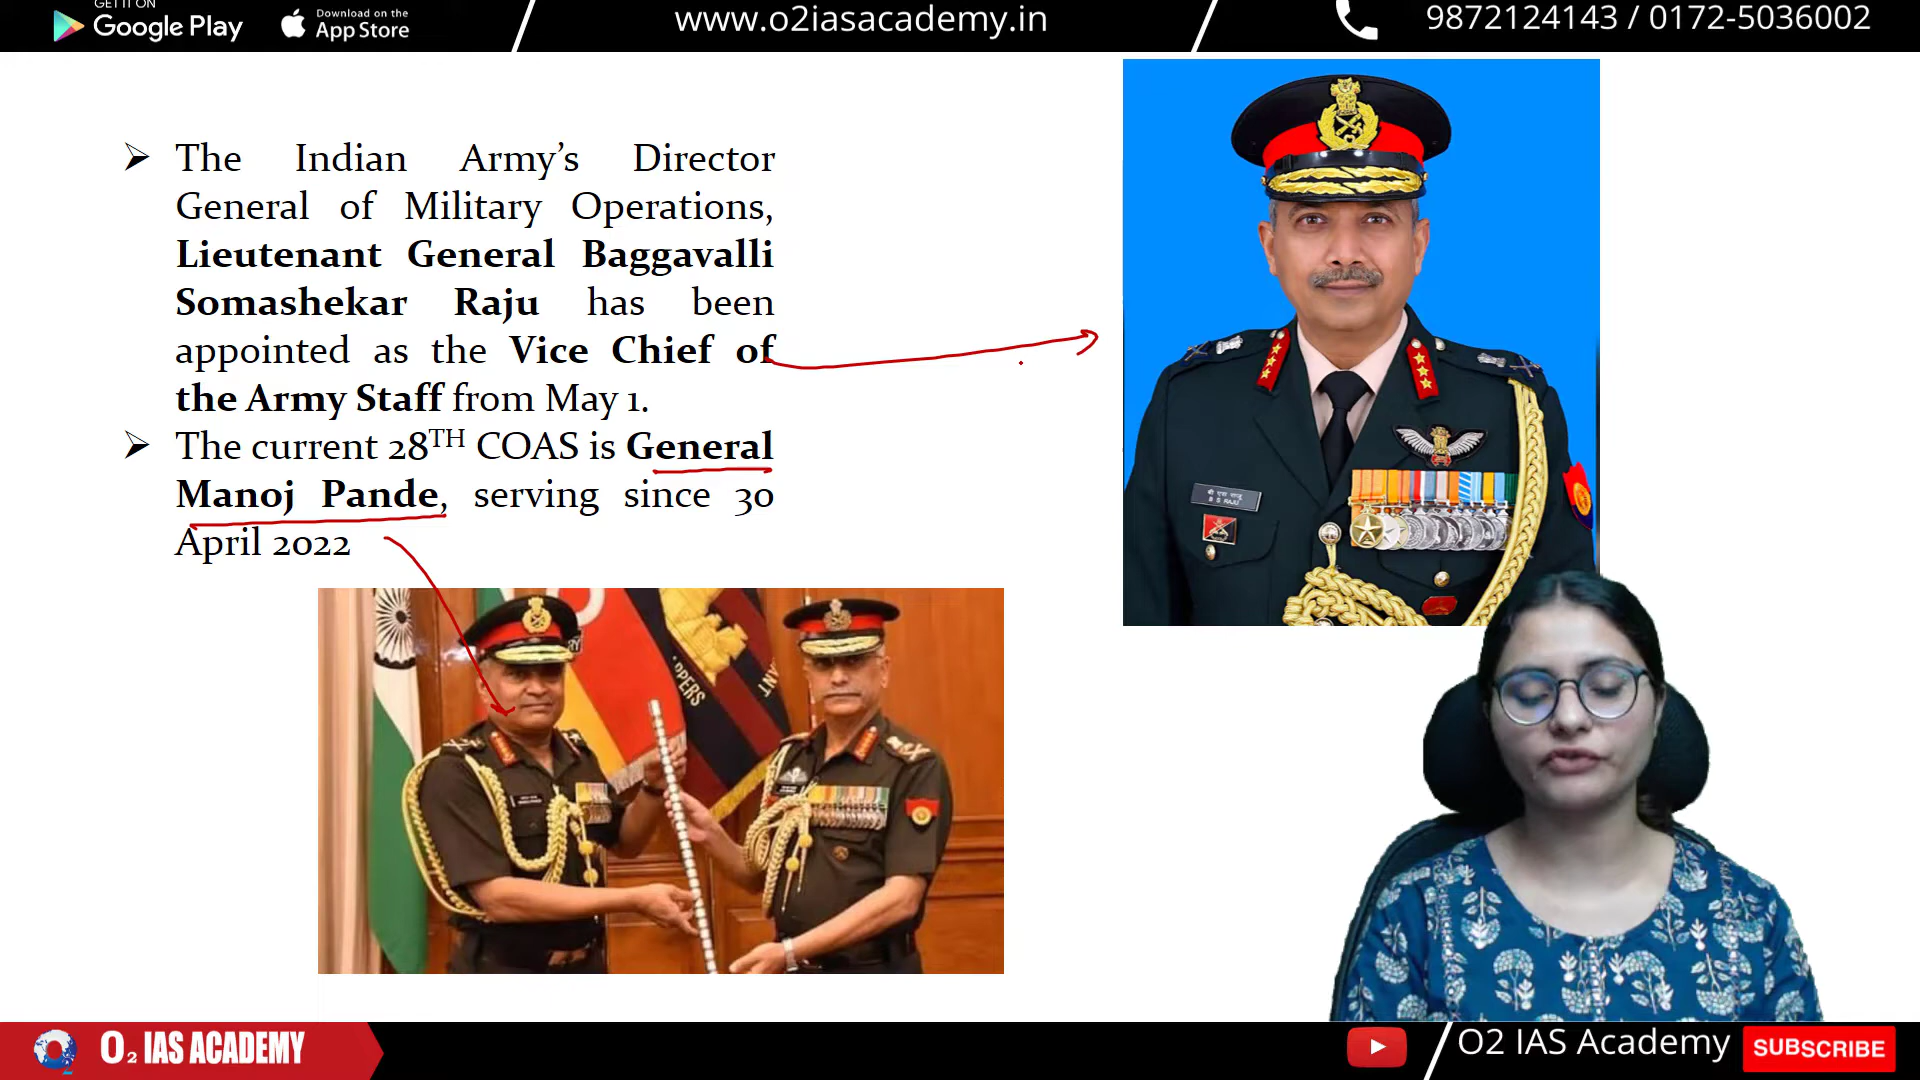 GET IT ON
Google Play
Download on the
App Store
www.o2iasacademy.in
9872124143 / 0172-5036002
➢ The Indian Army’s Director
General of Military Operations,
Lieutenant General Baggavalli
Somashekar Raju has been
appointed as the Vice Chief of
the Army Staff from May 1.
➢ The current 28TH COAS is General
Manoj Pande, serving since 30
April 2022
बी एस राजू
B S RAJU
O2 IAS ACADEMY
O2 IAS Academy
SUBSCRIBE